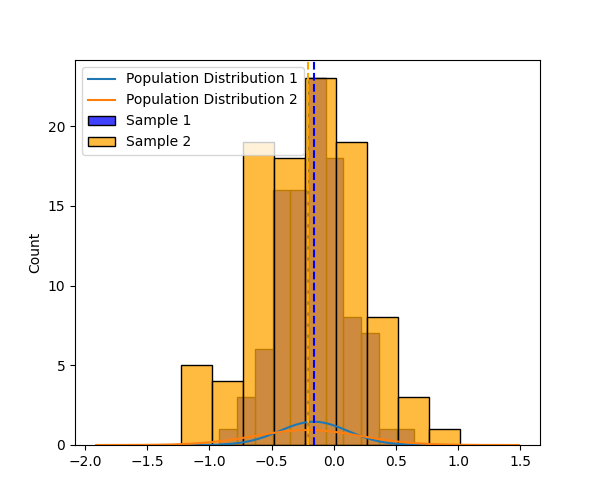 Population Distribution 1
Population Distribution 2
Sample 1
Sample 2
Count
20
15
10
5
0
−2.0 −1.5 −1.0 −0.5 0.0 0.5 1.0 1.5